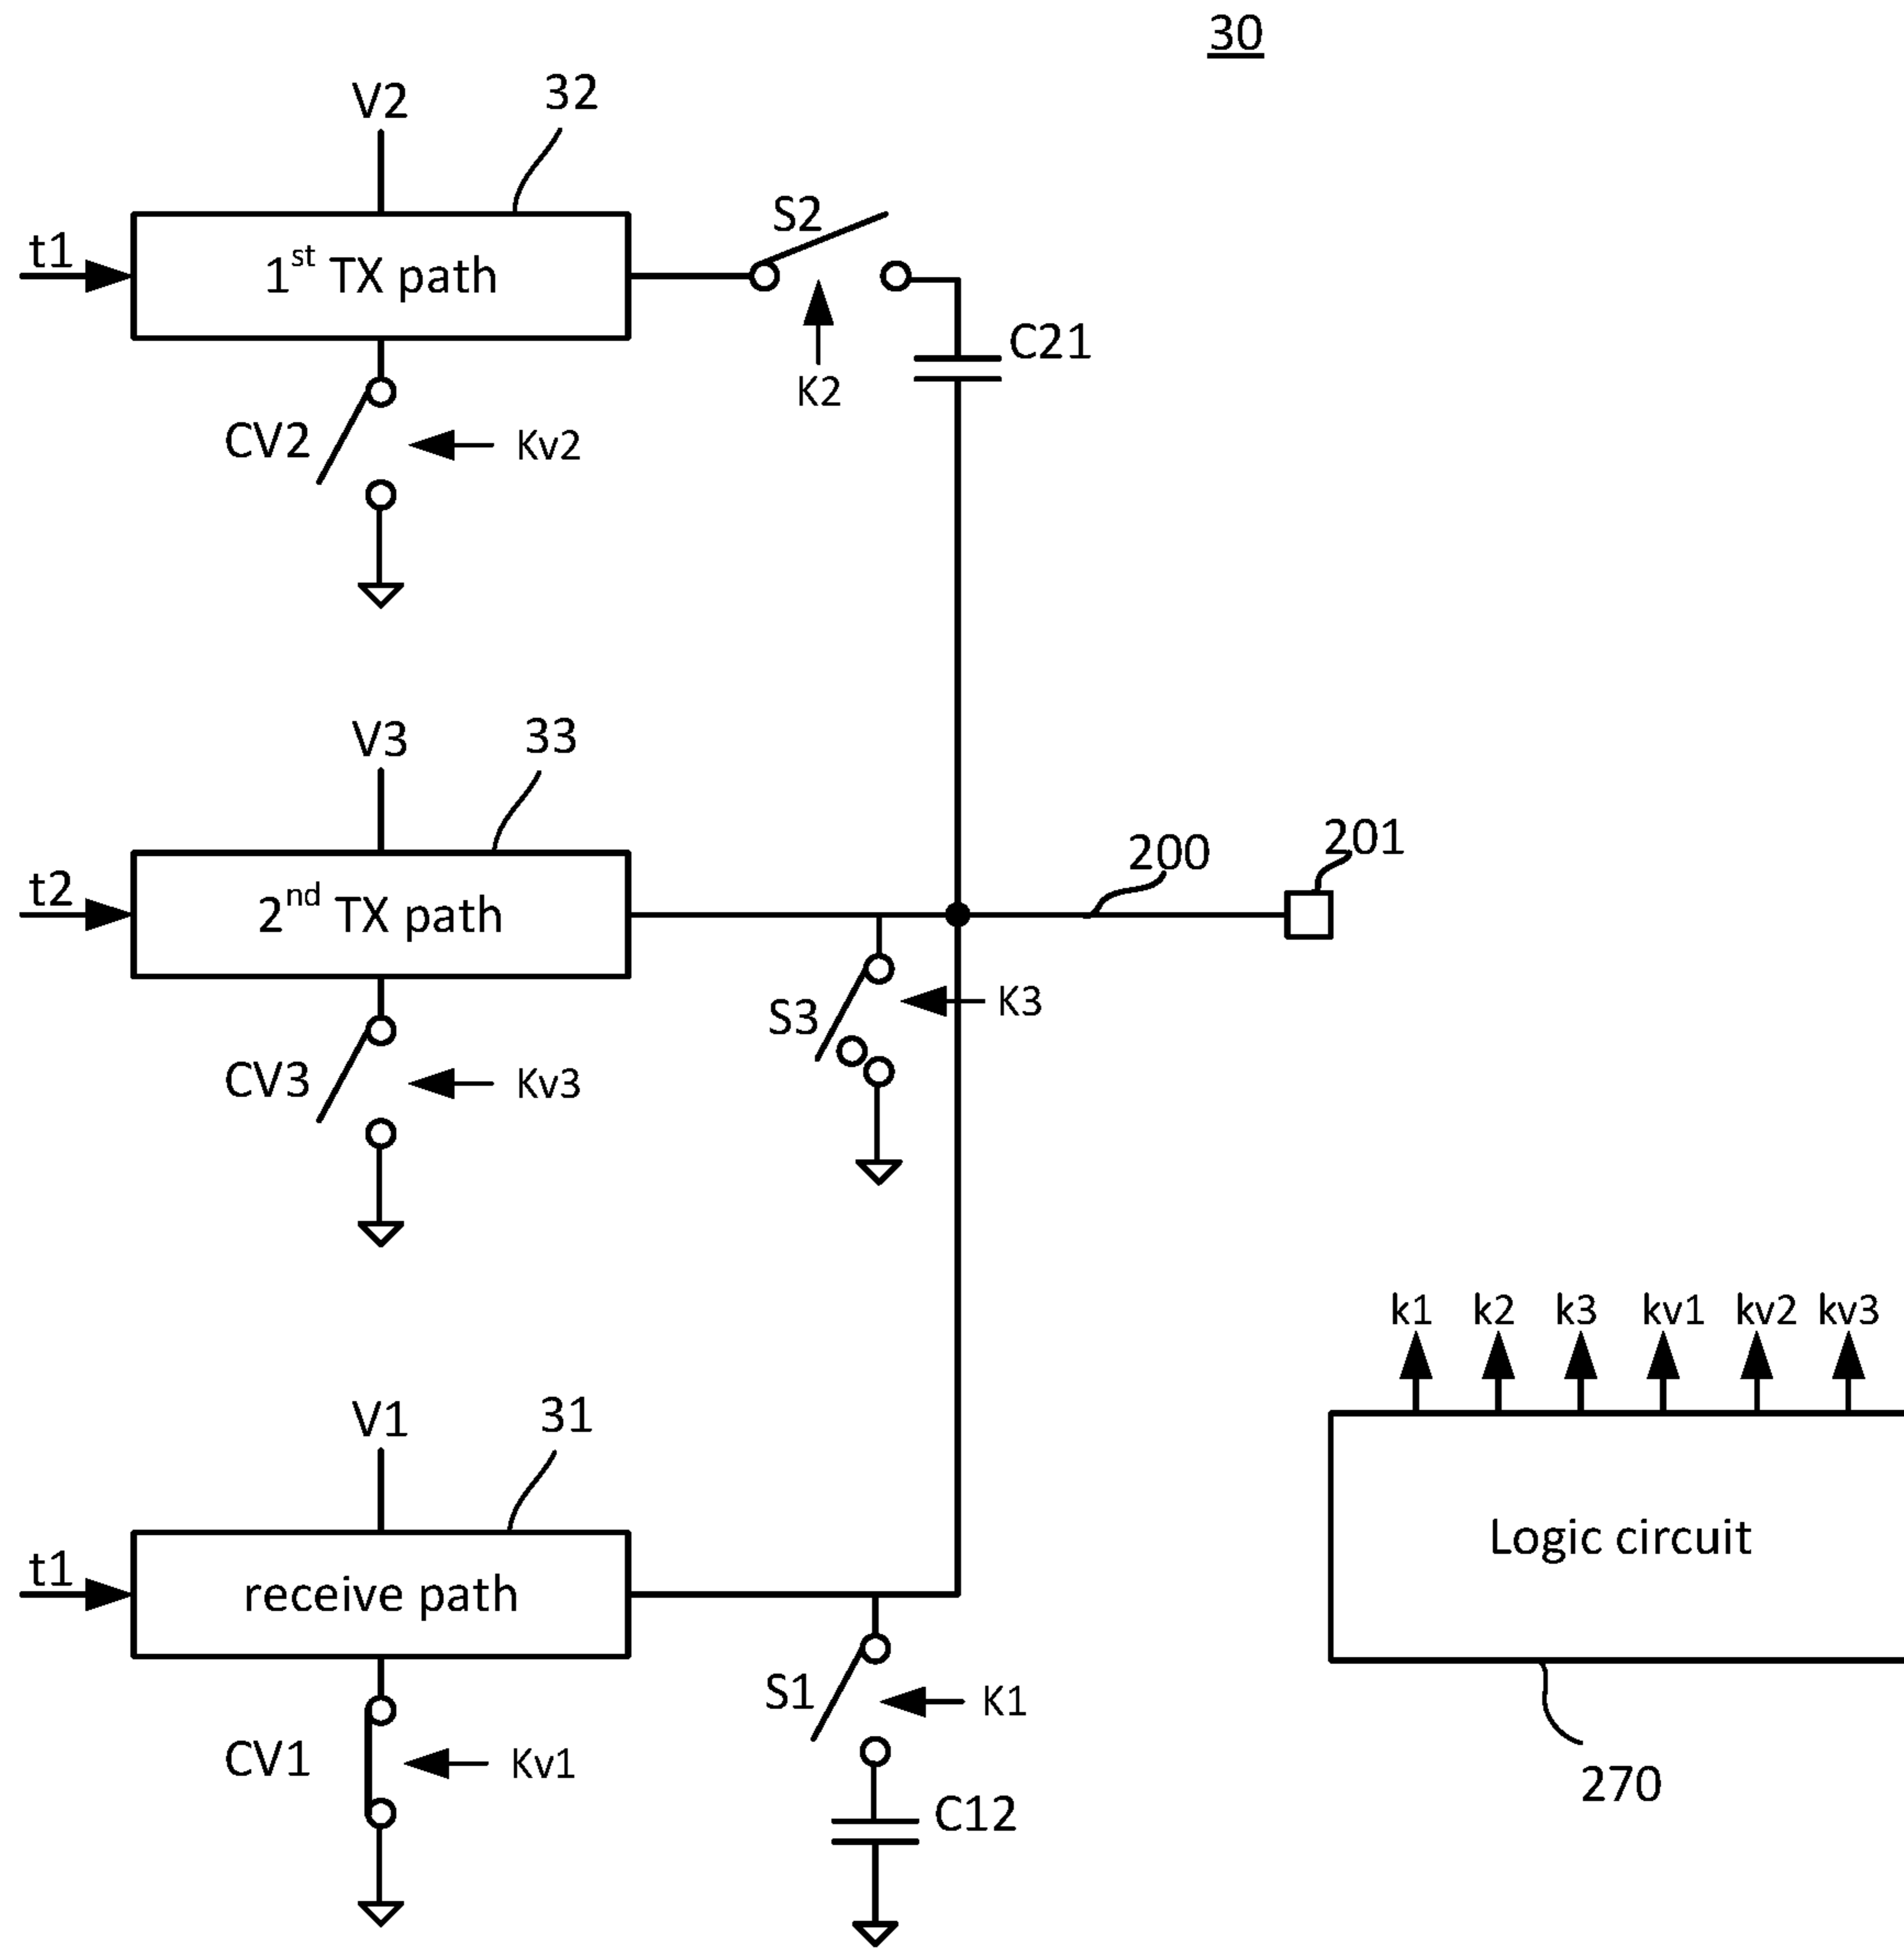 30
V2
32
t1
1st TX path
S2
K2
C21
CV2
Kv2
V3
33
t2
2nd TX path
200
201
S3
K3
CV3
Kv3
k1 k2 k3 kv1 kv2 kv3
V1
31
t1
receive path
Logic circuit
S1
K1
CV1
Kv1
C12
270